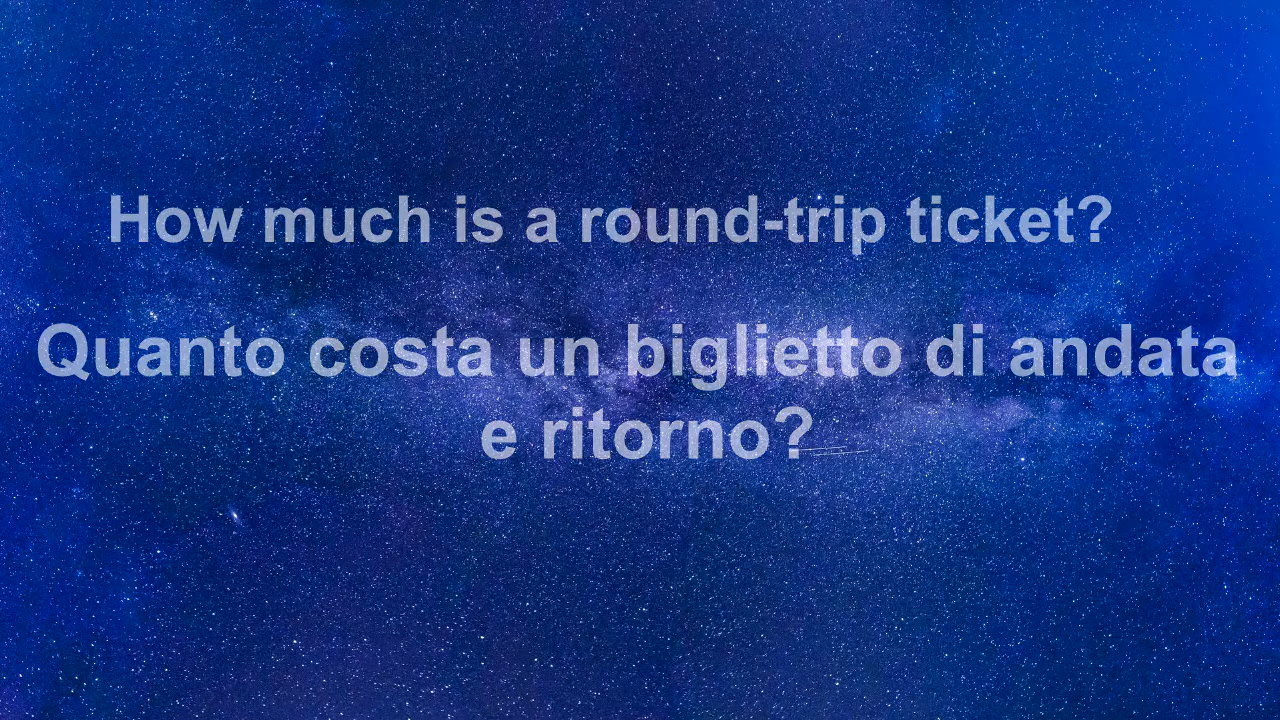 How much is a round-trip ticket?
Quanto costa un biglietto di andata
e ritorno?